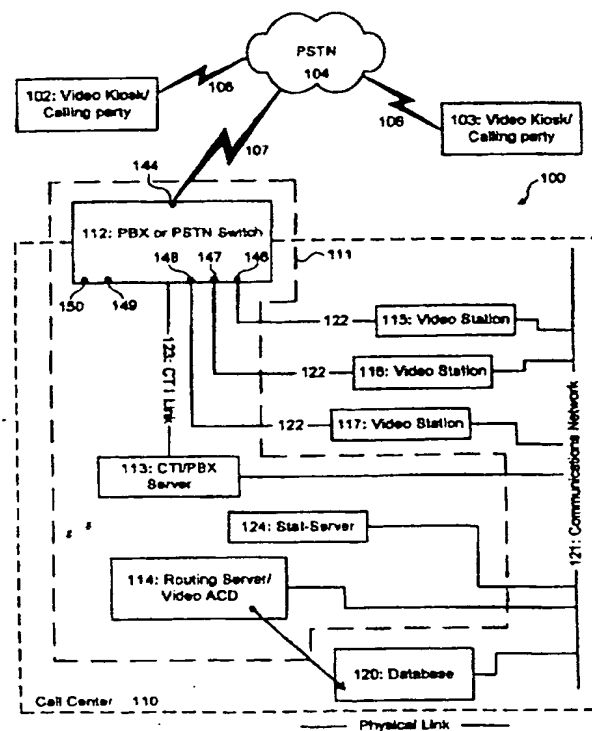 PSTN
104
102: Video Kiosk/
Calling party
106
106
103: Video Kiosk/
Calling party
107
144
100
112: PBX or PSTN Switch
148
147
146
111
150
149
122
115: Video Station
122
116: Video Station
122
117: Video Station
123: CTI Link
113: CTI/PBX
Server
121: Communications Network
124: Stat-Server
114: Routing Server/
Video ACD
120: Database
Call Center 110
Physical Link